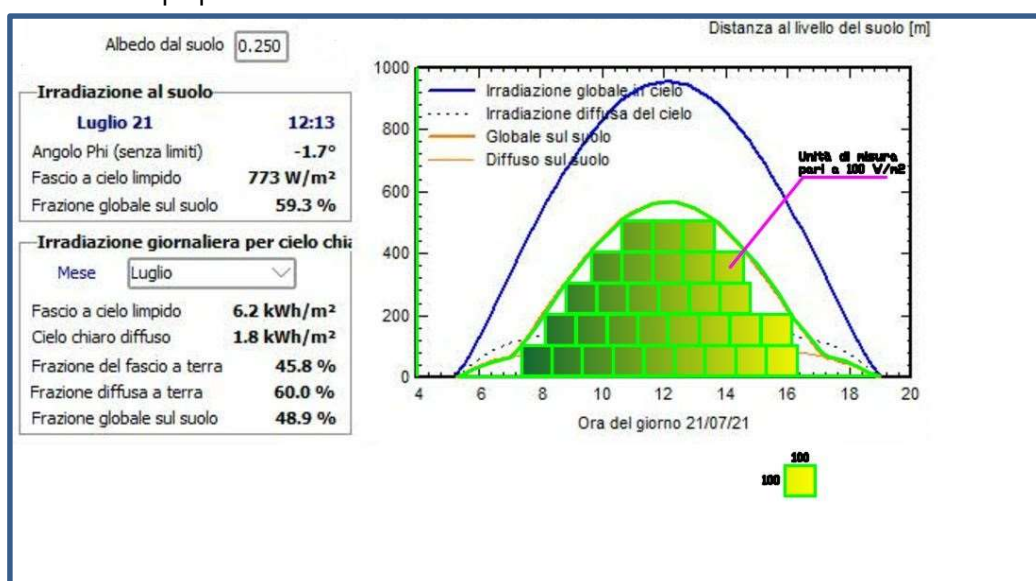 Albedo dal suolo 0.250
Irradiazione al suolo
Luglio 21 12:13
Angolo Phi (senza limiti) -1.7°
Fascio a cielo limpido 773 W/m²
Frazione globale sul suolo 59.3 %
Irradiazione giornaliera per cielo chia
Mese Luglio
Fascio a cielo limpido 6.2 kWh/m²
Cielo chiaro diffuso 1.8 kWh/m²
Frazione del fascio a terra 45.8 %
Frazione diffusa a terra 60.0 %
Frazione globale sul suolo 48.9 %
Distanza al livello del suolo [m]
1000
800
600
400
200
0
Irradiazione globale in cielo
Irradiazione diffusa del cielo
Globale sul suolo
Diffuso sul suolo
Unità di misura
pari a 100 V/m2
4 6 8 10 12 14 16 18 20
Ora del giorno 21/07/21
100
100